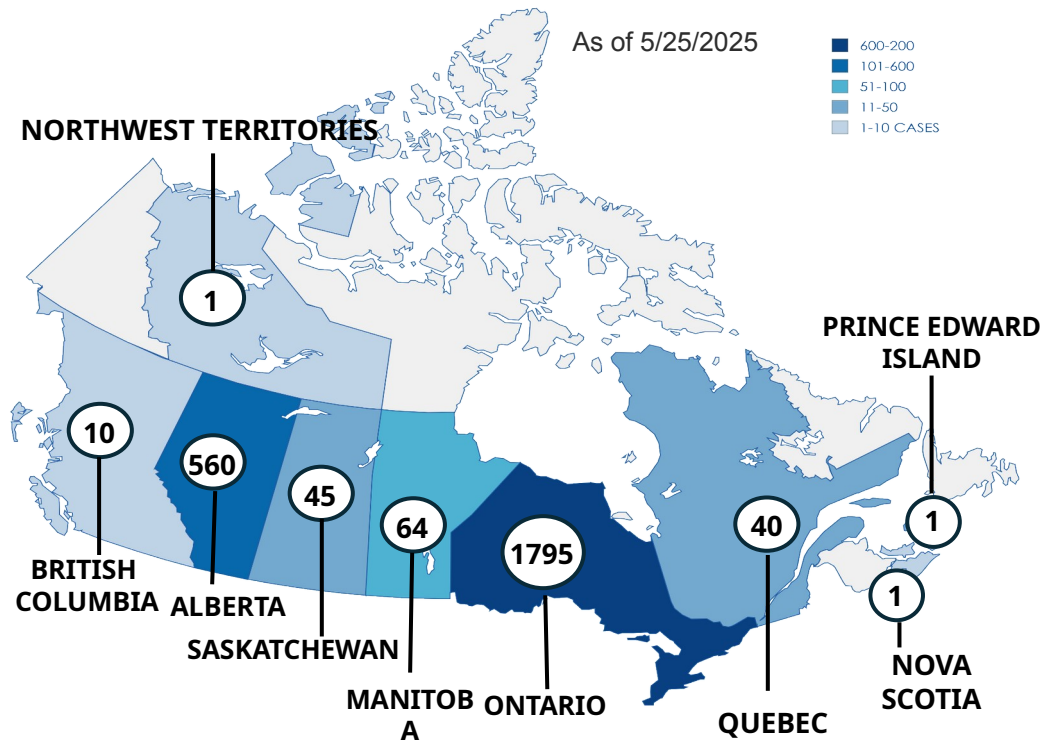 As of 5/25/2025
600-200
101-600
51-100
11-50
1-10 CASES
NORTHWEST TERRITORIES
1
PRINCE EDWARD
ISLAND
10
560
45
64
1795
40
1
1
BRITISH
COLUMBIA
ALBERTA
SASKATCHEWAN
MANITOB
A
ONTARIO
QUEBEC
NOVA
SCOTIA